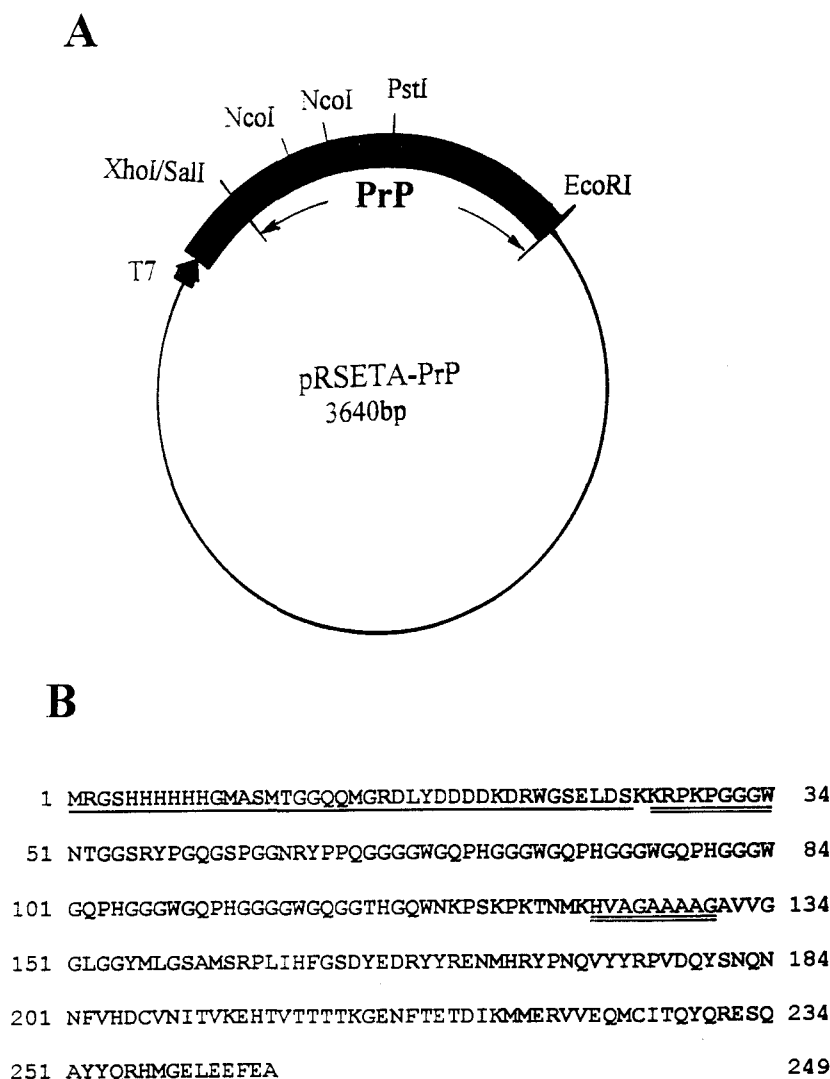 A
NcoI
NcoI
PstI
XhoI/SalI
EcoRI
PrP
T7
pRSETA-PrP
3640bp
B
1 MRGSHHHHHHGMASMTGGQQMGRDLYDDDDKDRWGSELDSKKRPKPGGGW 34
51 NTGGSRYPGQGSPGGNRYPPQGGGGWGQPHGGGWGQPHGGGWGQPHGGGW 84
101 GQPHGGGWGQPHGGGGWGQGGTHGQWNKPSKPKTNMKHVAGAAAAGAVVG 134
151 GLGGYMLGSAMSRPLIHFGSDYEDRYYRENMHRYPNQVYYRPVDQYSNQN 184
201 NFVHDCVNITVKEHTVTTTTKGENFTETDIKMMERVVEQMCITQYQRESQ 234
251 AYYQRHMGELEEFEA 249